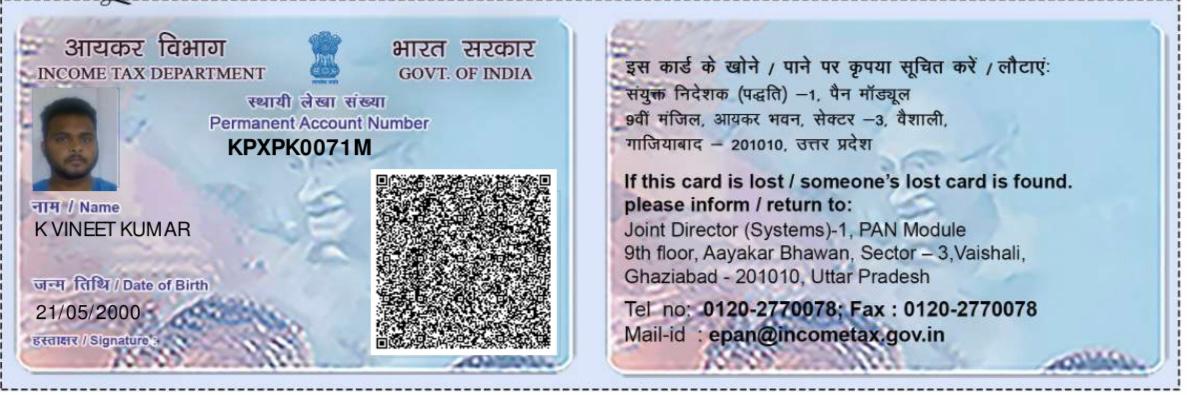 आयकर विभाग
INCOME TAX DEPARTMENT
भारत सरकार
GOVT. OF INDIA
स्थायी लेखा संख्या
Permanent Account Number
KPXPK0071M
नाम / Name
K VINEET KUMAR
जन्म तिथि / Date of Birth
21/05/2000
हस्ताक्षर / Signature :-
इस कार्ड के खोने / पाने पर कृपया सूचित करें / लौटाएं:
संयुक्त निदेशक (पद्धति) –1, पैन मॉड्यूल
9वीं मंजिल, आयकर भवन, सेक्टर –3, वैशाली,
गाजियाबाद – 201010, उत्तर प्रदेश
If this card is lost / someone's lost card is found.
please inform / return to:
Joint Director (Systems)-1, PAN Module
9th floor, Aayakar Bhawan, Sector – 3,Vaishali,
Ghaziabad - 201010, Uttar Pradesh
Tel no: 0120-2770078; Fax : 0120-2770078
Mail-id : epan@incometax.gov.in